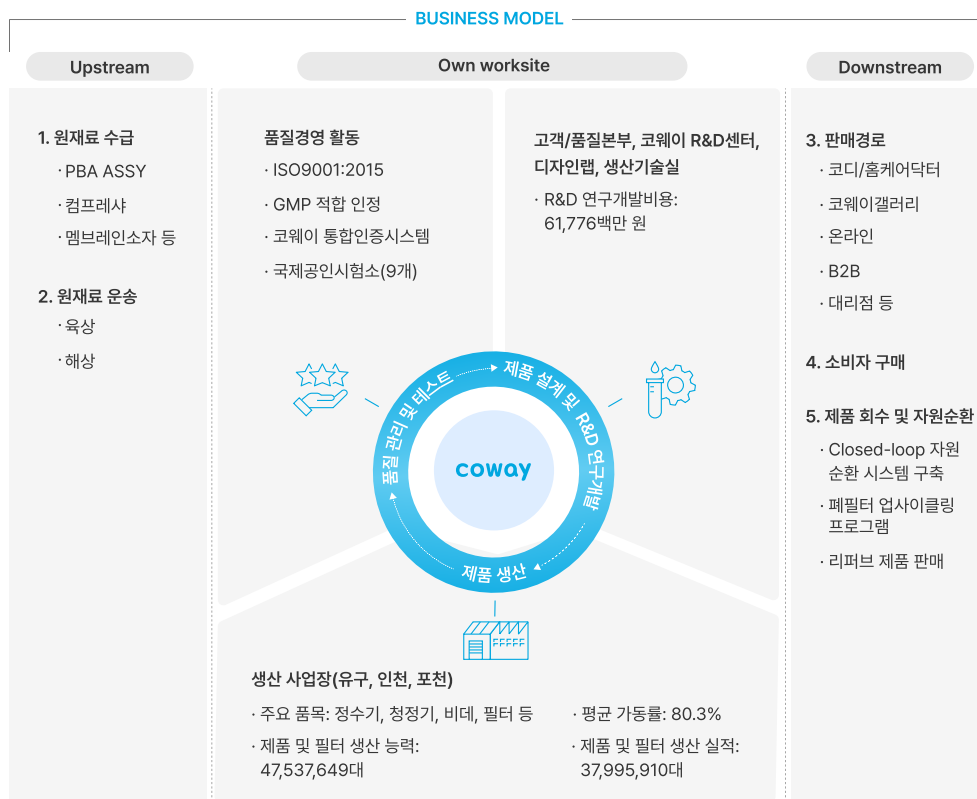 BUSINESS MODEL
Upstream
1. 원재료 수급
· PBA ASSY
· 컴프레샤
· 멤브레인소자 등
2. 원재료 운송
· 육상
· 해상
Own worksite
품질경영 활동
· ISO9001:2015
· GMP 적합 인정
· 코웨이 통합인증시스템
· 국제공인시험소(9개)
고객/품질본부, 코웨이 R&D센터,
디자인랩, 생산기술실
· R&D 연구개발비용:
61,776백만 원
품질 관리 및 테스트
제품 설계 및 R&D 연구개발
제품 생산
coway
생산 사업장(유구, 인천, 포천)
· 주요 품목: 정수기, 청정기, 비데, 필터 등
· 제품 및 필터 생산 능력:
47,537,649대
· 평균 가동률: 80.3%
· 제품 및 필터 생산 실적:
37,995,910대
Downstream
3. 판매경로
· 코디/홈케어닥터
· 코웨이갤러리
· 온라인
· B2B
· 대리점 등
4. 소비자 구매
5. 제품 회수 및 자원순환
· Closed-loop 자원
순환 시스템 구축
· 폐필터 업사이클링
프로그램
· 리퍼브 제품 판매